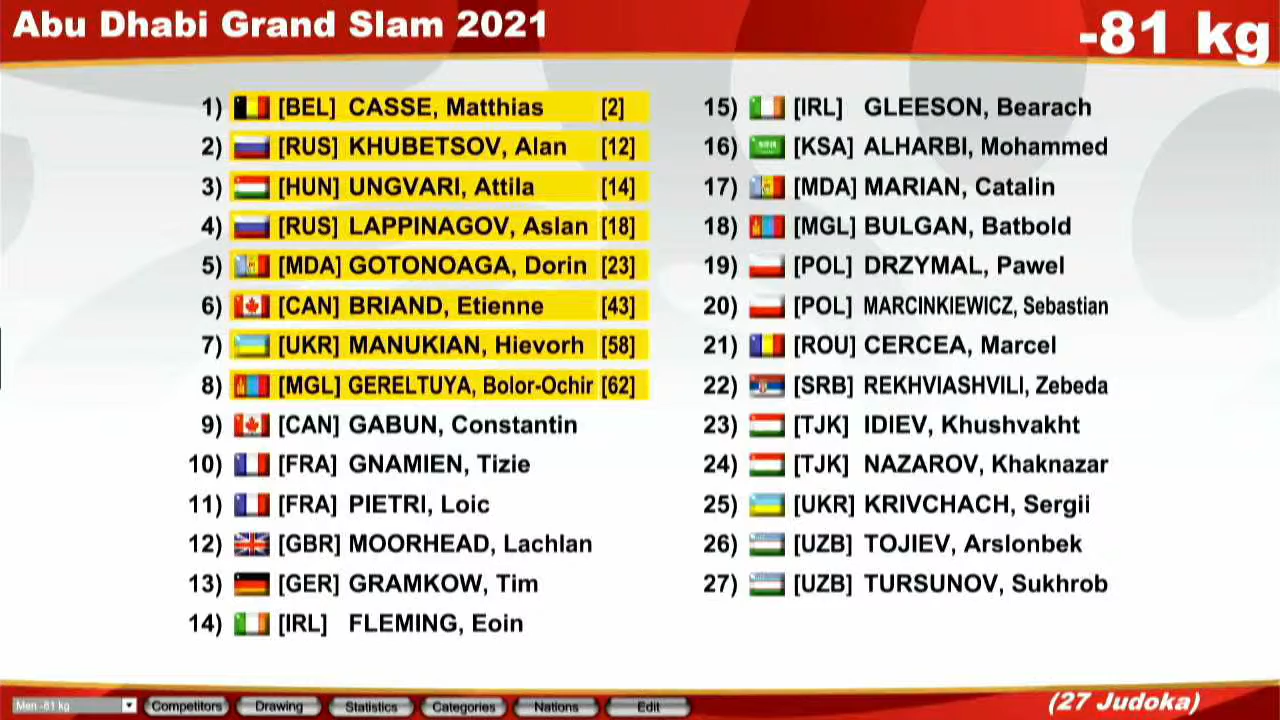 Abu Dhabi Grand Slam 2021
-81 kg
1) [BEL] CASSE, Matthias [2]
2) [RUS] KHUBETSOV, Alan [12]
3) [HUN] UNGVARI, Attila [14]
4) [RUS] LAPPINAGOV, Aslan [18]
5) [MDA] GOTONOAGA, Dorin [23]
6) [CAN] BRIAND, Etienne [43]
7) [UKR] MANUKIAN, Hievorh [58]
8) [MGL] GERELTUYA, Bolor-Ochir [62]
9) [CAN] GABUN, Constantin
10) [FRA] GNAMIEN, Tizie
11) [FRA] PIETRI, Loic
12) [GBR] MOORHEAD, Lachlan
13) [GER] GRAMKOW, Tim
14) [IRL] FLEMING, Eoin
15) [IRL] GLEESON, Bearach
16) [KSA] ALHARBI, Mohammed
17) [MDA] MARIAN, Catalin
18) [MGL] BULGAN, Batbold
19) [POL] DRZYMAL, Pawel
20) [POL] MARCINKIEWICZ, Sebastian
21) [ROU] CERCEA, Marcel
22) [SRB] REKHVIASHVILI, Zebeda
23) [TJK] IDIEV, Khushvakht
24) [TJK] NAZAROV, Khaknazar
25) [UKR] KRIVCHACH, Sergii
26) [UZB] TOJIEV, Arslonbek
27) [UZB] TURSUNOV, Sukhrob
Men -81 kg Competitors Drawing Statistics Categories Nations Edit
(27 Judoka)